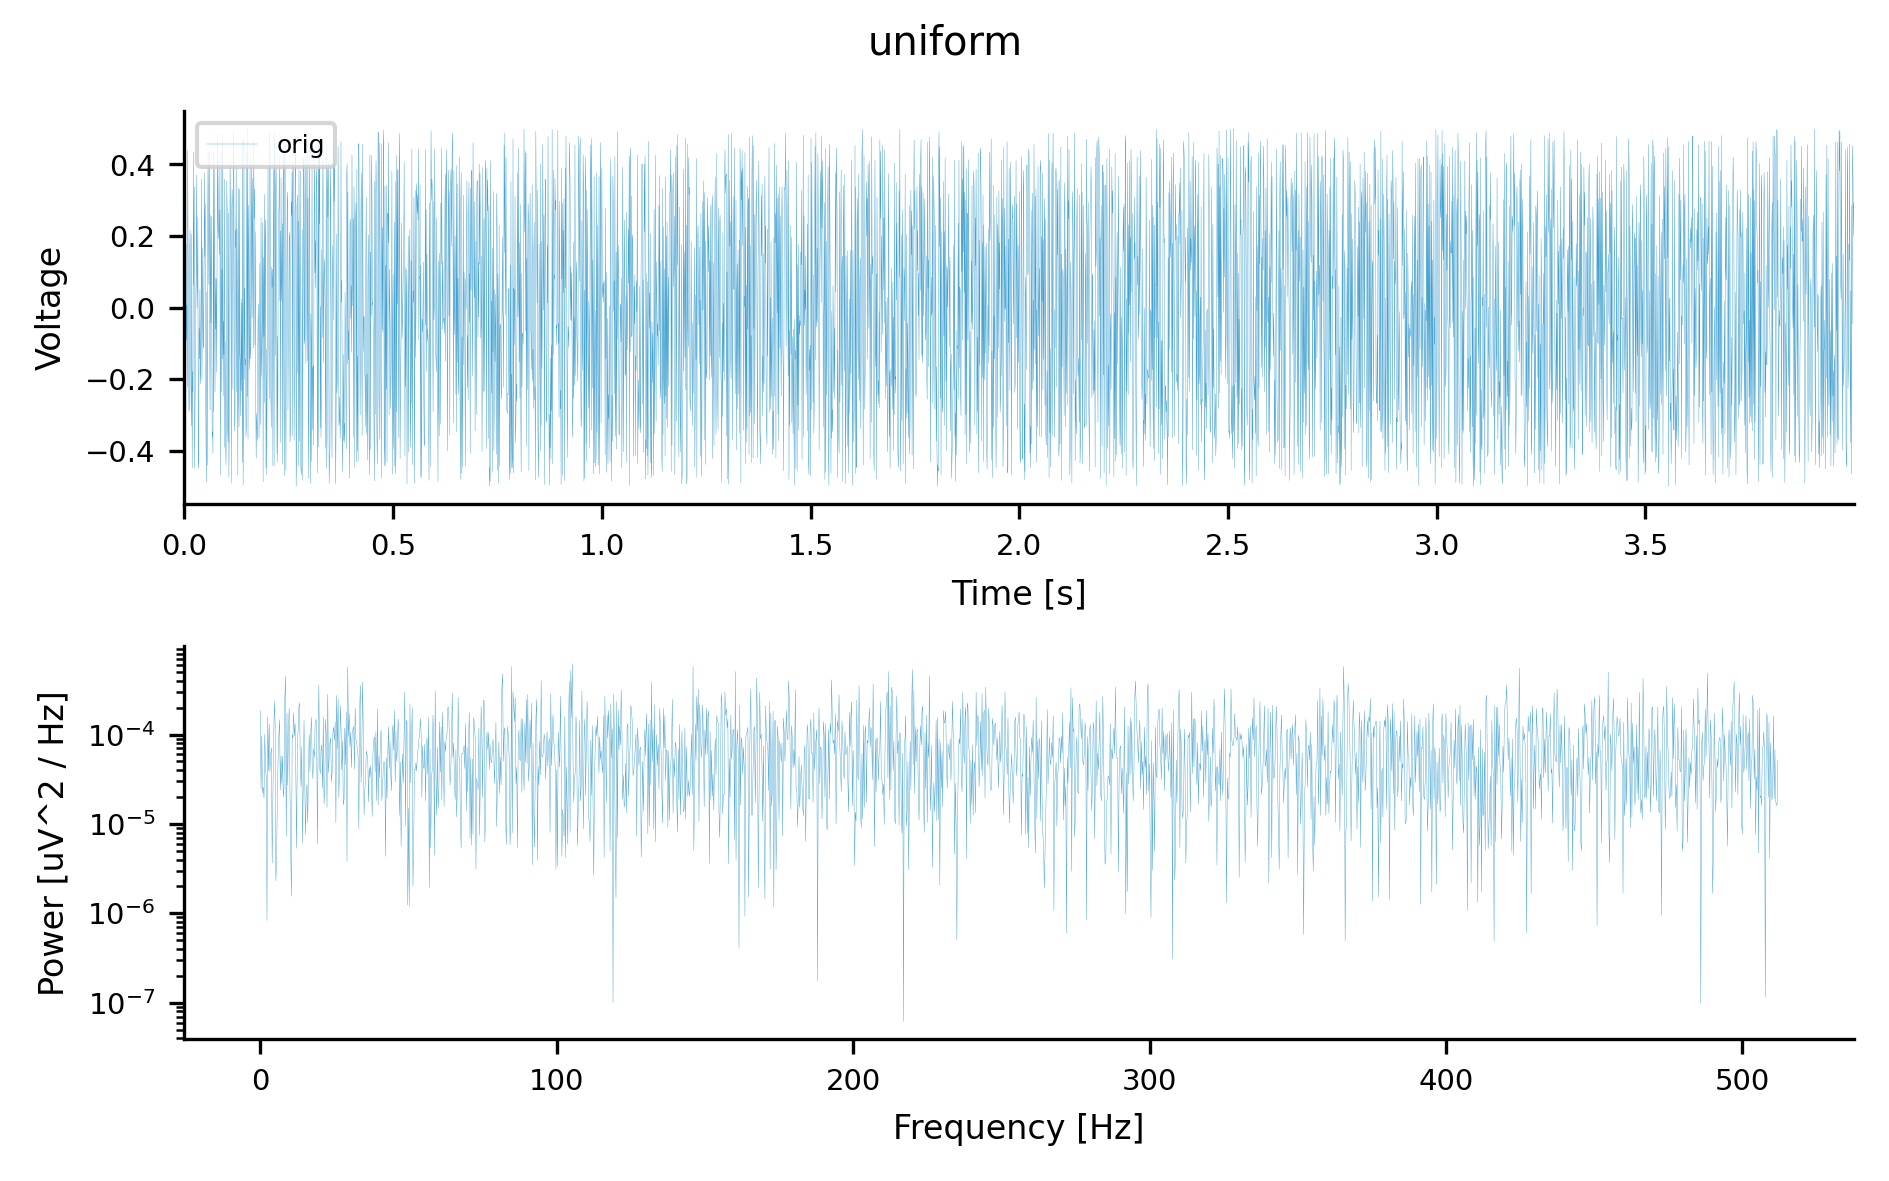 uniform
orig
0.4
0.2
0.0
−0.2
−0.4
Voltage
0.0 0.5 1.0 1.5 2.0 2.5 3.0 3.5
Time [s]
10⁻⁴
10⁻⁵
10⁻⁶
10⁻⁷
Power [uV^2 / Hz]
0 100 200 300 400 500
Frequency [Hz]